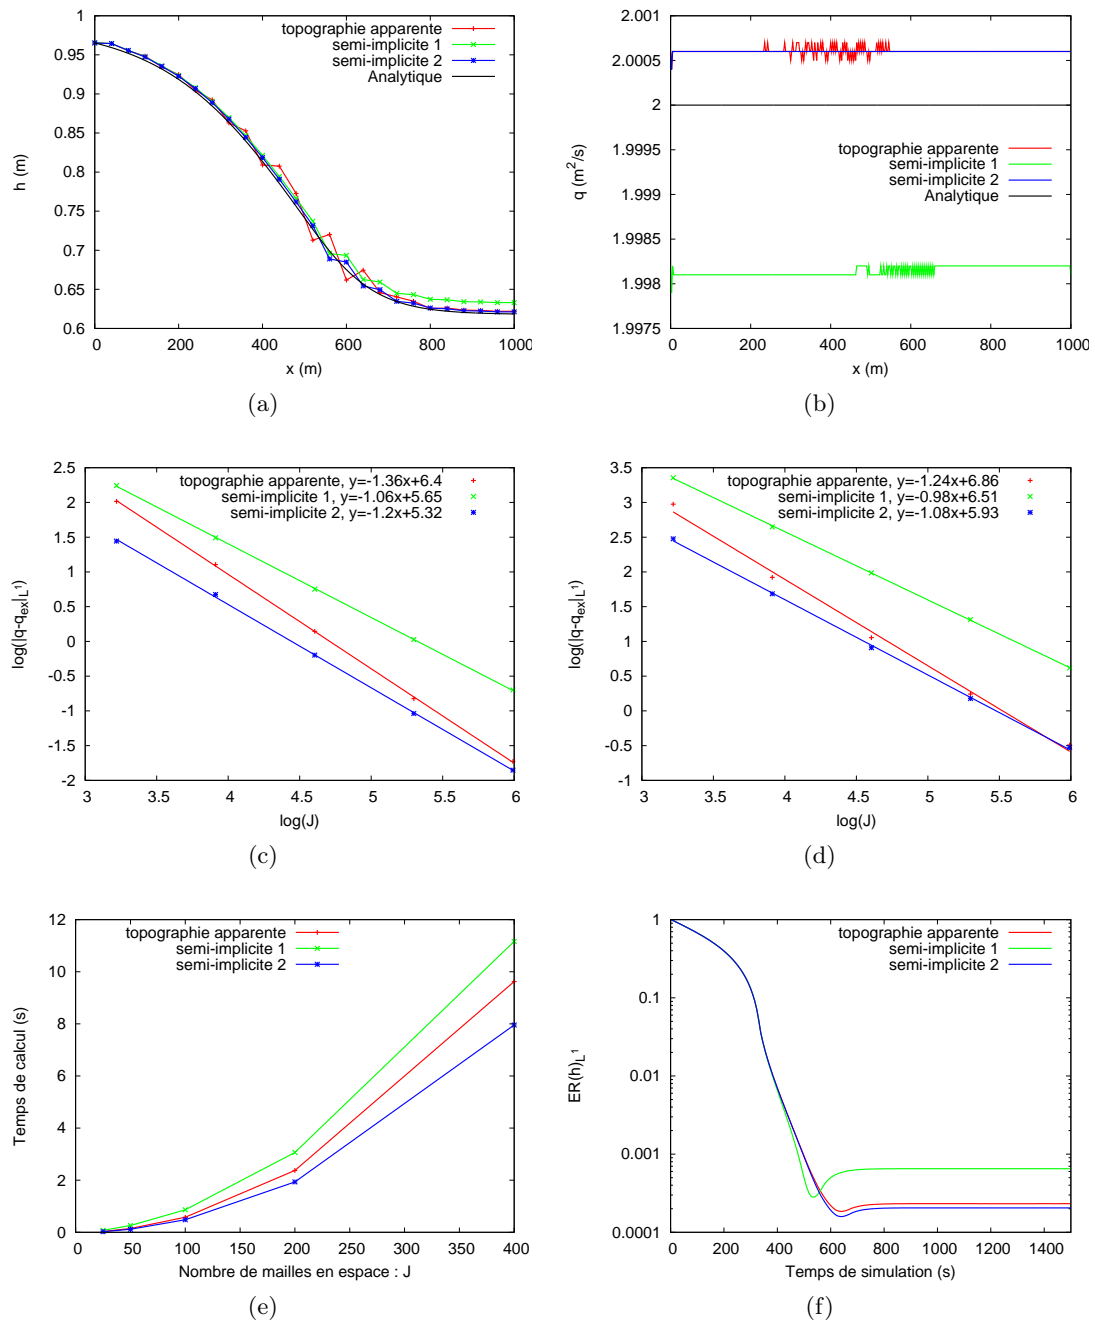 topographie apparente
semi-implicite 1
semi-implicite 2
Analytique
1
0.95
0.9
0.85
0.8
0.75
0.7
0.65
0.6
h (m)
0
200
400
600
800
1000
x (m)
(a)
2.001
2.0005
2
1.9995
1.999
1.9985
1.998
1.9975
q (m²/s)
topographie apparente
semi-implicite 1
semi-implicite 2
Analytique
0
200
400
600
800
1000
x (m)
(b)
topographie apparente, y=-1.36x+6.4
semi-implicite 1, y=-1.06x+5.65
semi-implicite 2, y=-1.2x+5.32
2.5
2
1.5
1
0.5
0
-0.5
-1
-1.5
-2
log(|q-q_ex|_L¹)
3
3.5
4
4.5
5
5.5
6
log(J)
(c)
topographie apparente, y=-1.24x+6.86
semi-implicite 1, y=-0.98x+6.51
semi-implicite 2, y=-1.08x+5.93
3.5
3
2.5
2
1.5
1
0.5
0
-0.5
-1
log(|q-q_ex|_L¹)
3
3.5
4
4.5
5
5.5
6
log(J)
(d)
topographie apparente
semi-implicite 1
semi-implicite 2
12
10
8
6
4
2
0
Temps de calcul (s)
0
50
100
150
200
250
300
350
400
Nombre de mailles en espace : J
(e)
topographie apparente
semi-implicite 1
semi-implicite 2
1
0.1
0.01
0.001
0.0001
ER(h)_L¹
0
200
400
600
800
1000
1200
1400
Temps de simulation (s)
(f)